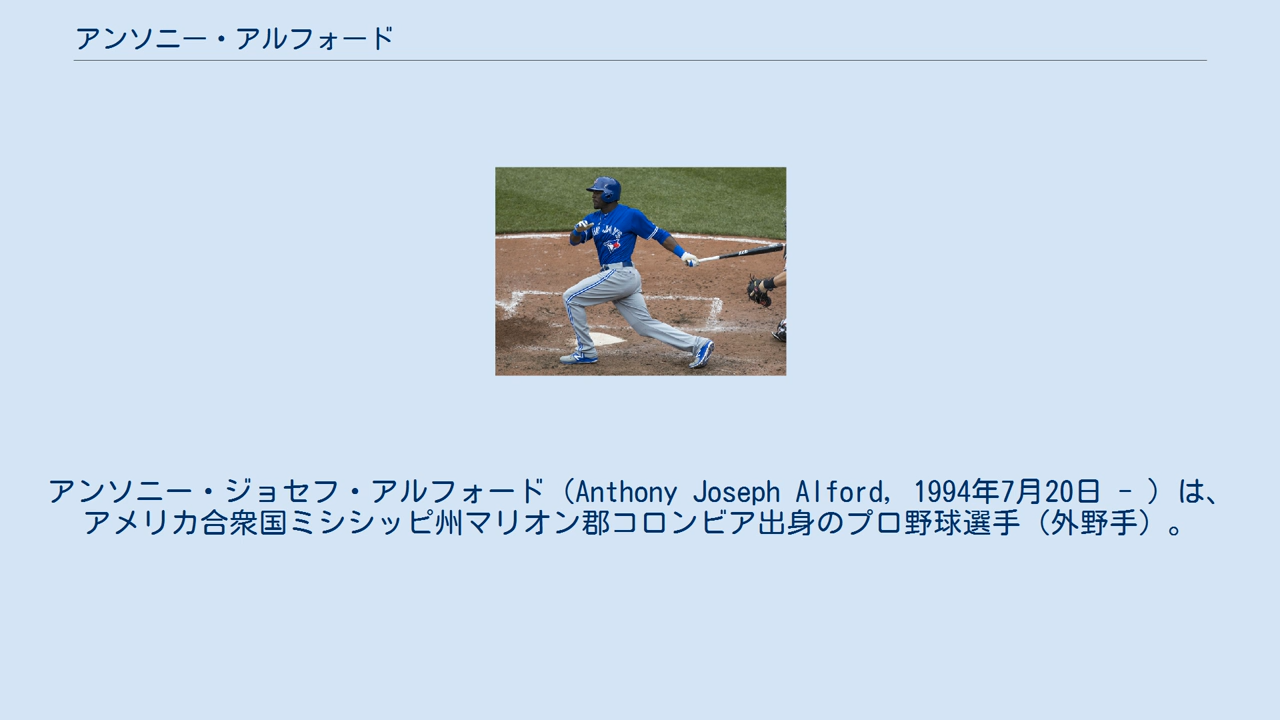 アンソニー・アルフォード
アンソニー・ジョセフ・アルフォード（Anthony Joseph Alford, 1994年7月20日 - ）は、
アメリカ合衆国ミシシッピ州マリオン郡コロンビア出身のプロ野球選手（外野手）。